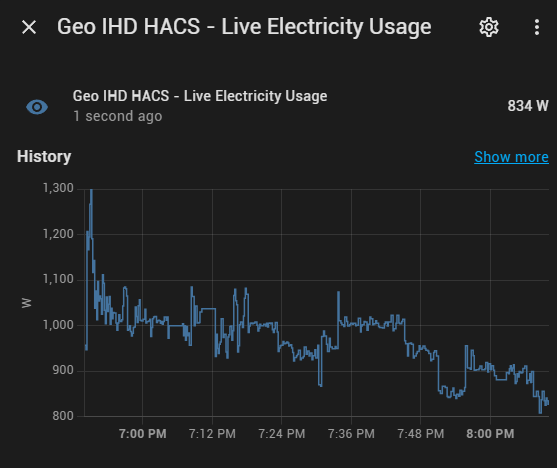 Geo IHD HACS - Live Electricity Usage
Geo IHD HACS - Live Electricity Usage
834 W
1 second ago
History
Show more
1,300
1,200
1,100
1,000
900
800
W
7:00 PM 7:12 PM 7:24 PM 7:36 PM 7:48 PM 8:00 PM